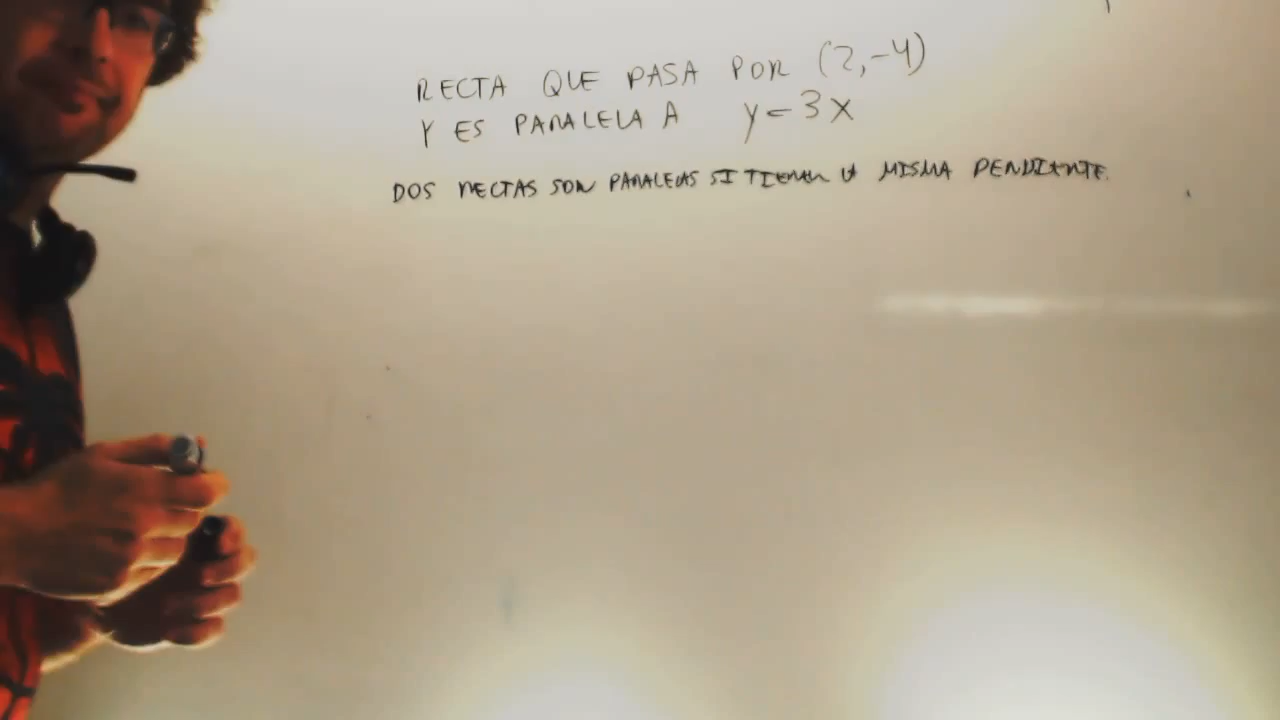 RECTA QUE PASA POR (2,-4)
Y ES PARALELA A y=3x
DOS RECTAS SON PARALELAS SI TIENEN LA MISMA PENDIENTE.